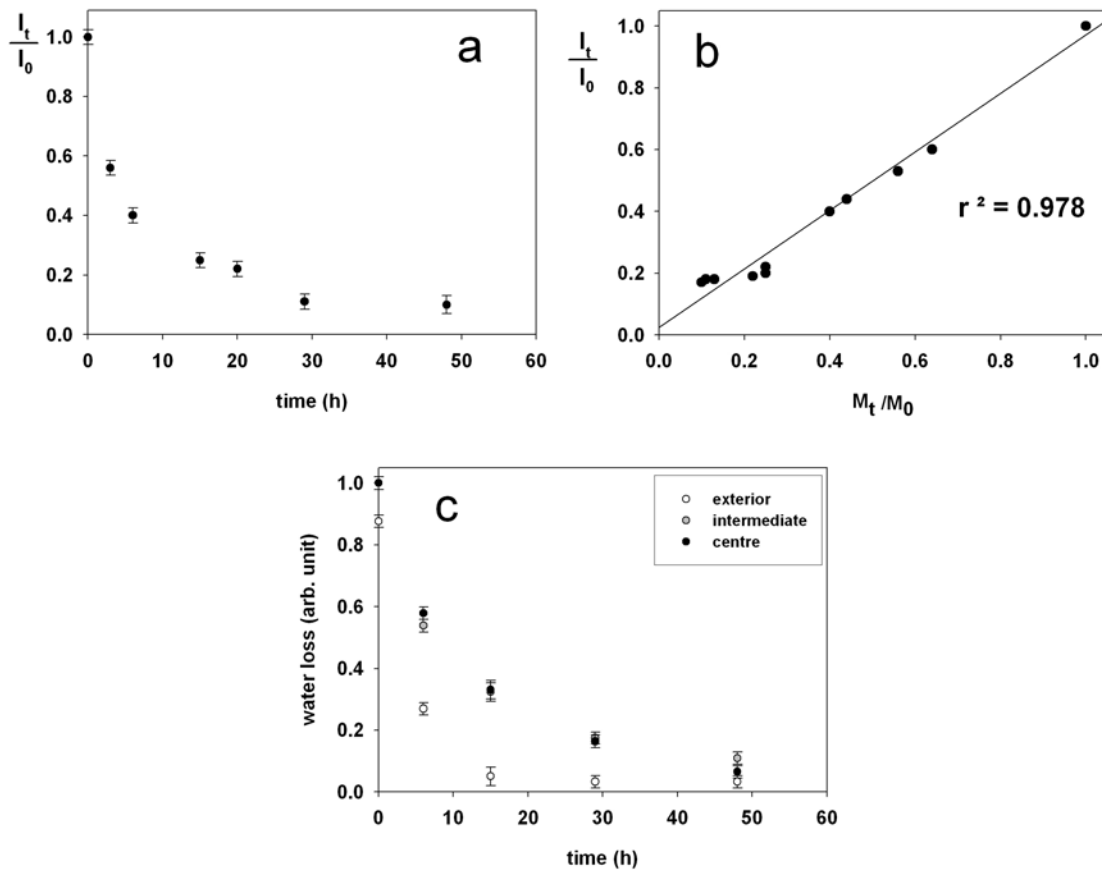 a
I_t
I_0
1.0
0.8
0.6
0.4
0.2
0.0
0 10 20 30 40 50 60
time (h)
b
I_t
I_0
1.0
0.8
0.6
0.4
0.2
0.0
r ² = 0.978
0.0 0.2 0.4 0.6 0.8 1.0
M_t /M_0
c
water loss (arb. unit)
1.0
0.8
0.6
0.4
0.2
0.0
exterior
intermediate
centre
0 10 20 30 40 50 60
time (h)